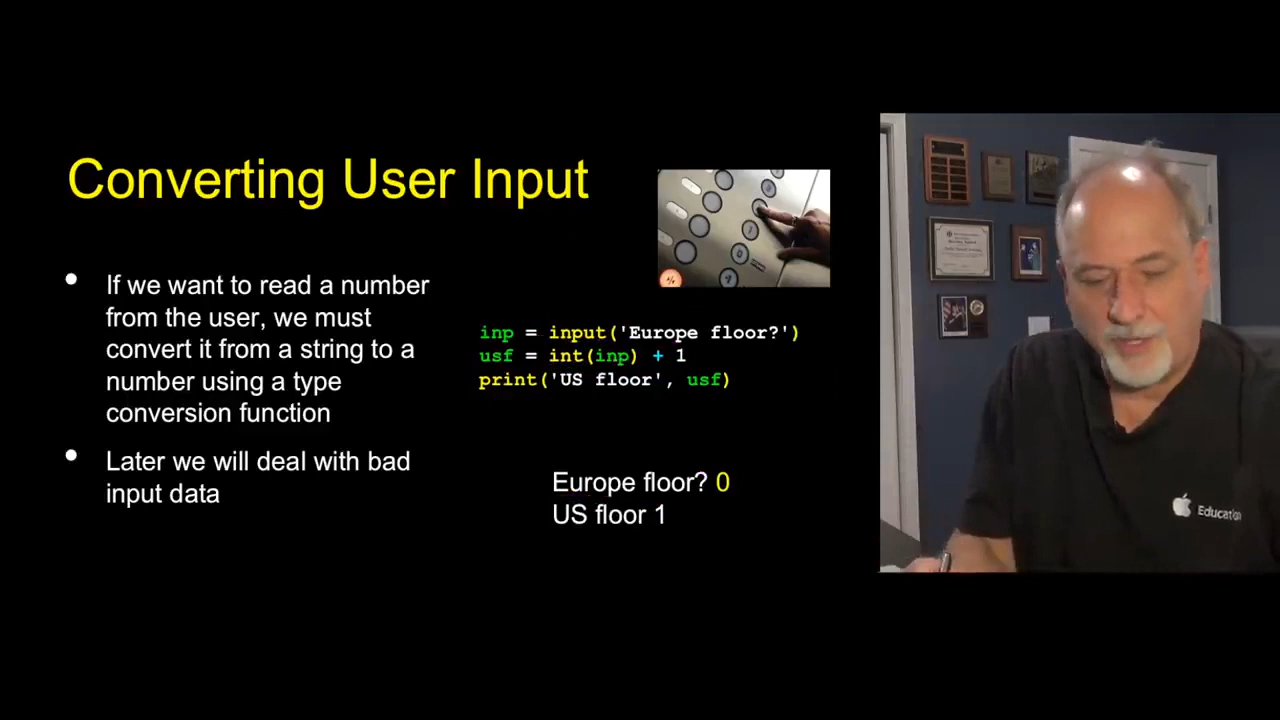 Converting User Input
If we want to read a number
from the user, we must
convert it from a string to a
number using a type
conversion function
Later we will deal with bad
input data
inp = input('Europe floor?')
usf = int(inp) + 1
print('US floor', usf)
Europe floor? 0
US floor 1
Education